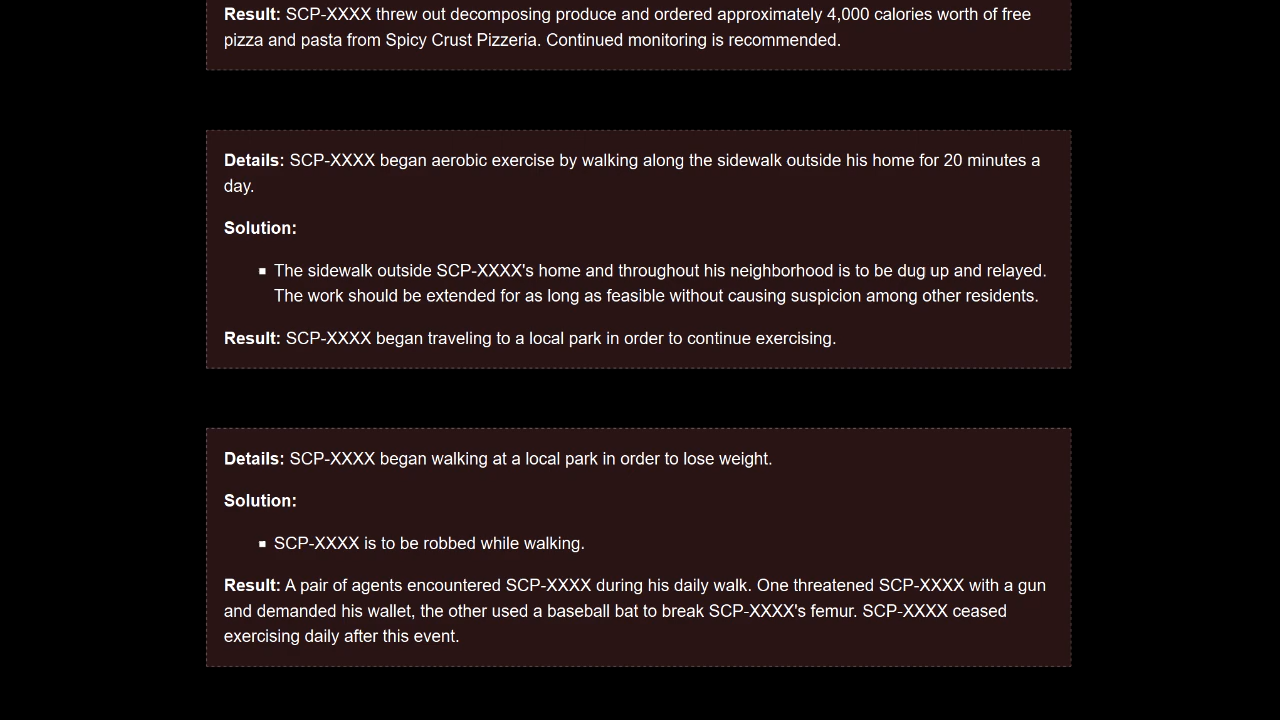 Result: SCP-XXXX threw out decomposing produce and ordered approximately 4,000 calories worth of free
pizza and pasta from Spicy Crust Pizzeria. Continued monitoring is recommended.
Details: SCP-XXXX began aerobic exercise by walking along the sidewalk outside his home for 20 minutes a
day.
Solution:
The sidewalk outside SCP-XXXX's home and throughout his neighborhood is to be dug up and relayed.
The work should be extended for as long as feasible without causing suspicion among other residents.
Result: SCP-XXXX began traveling to a local park in order to continue exercising.
Details: SCP-XXXX began walking at a local park in order to lose weight.
Solution:
SCP-XXXX is to be robbed while walking.
Result: A pair of agents encountered SCP-XXXX during his daily walk. One threatened SCP-XXXX with a gun
and demanded his wallet, the other used a baseball bat to break SCP-XXXX's femur. SCP-XXXX ceased
exercising daily after this event.